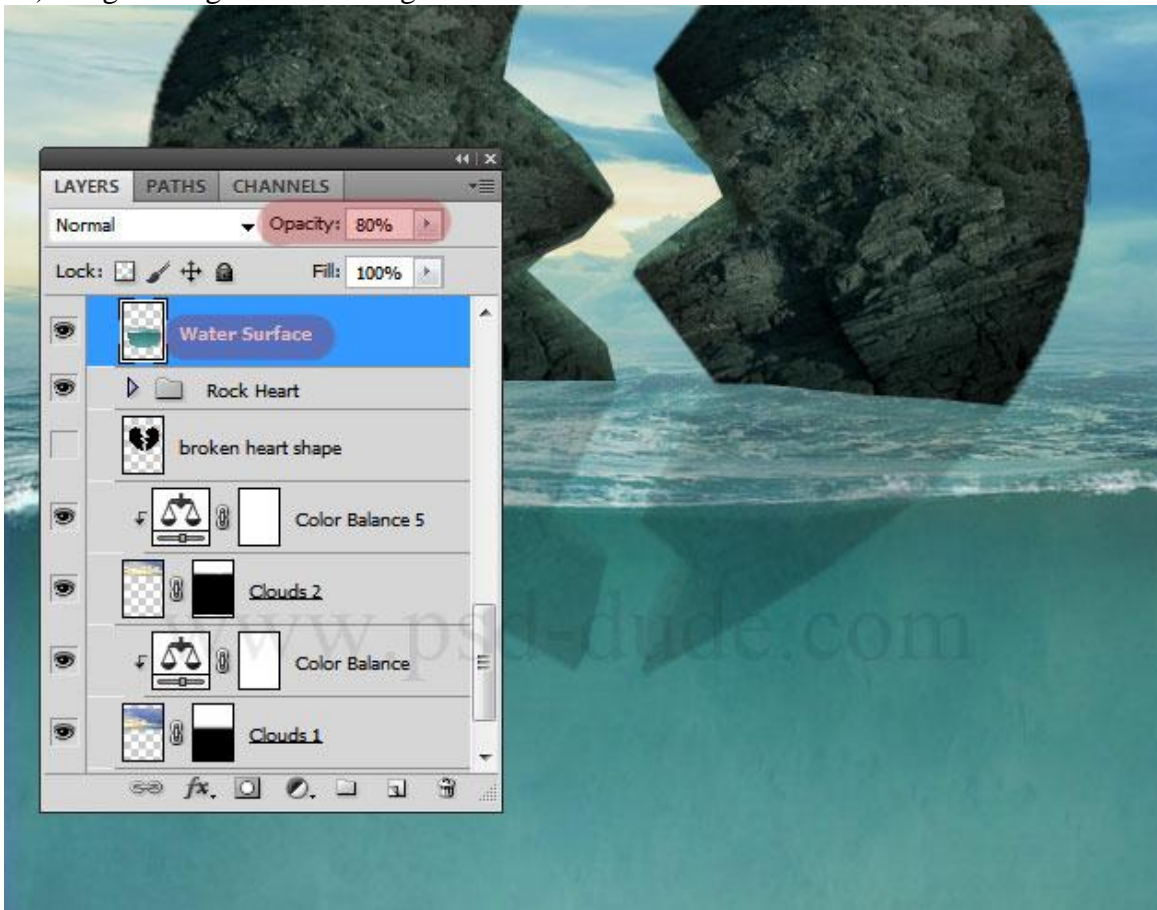 LAYERS PATHS CHANNELS
Normal Opacity: 80%
Lock: Fill: 100%
Water Surface
Rock Heart
broken heart shape
Color Balance 5
Clouds 2
www.psd-dude.com
Color Balance
Clouds 1
fx.